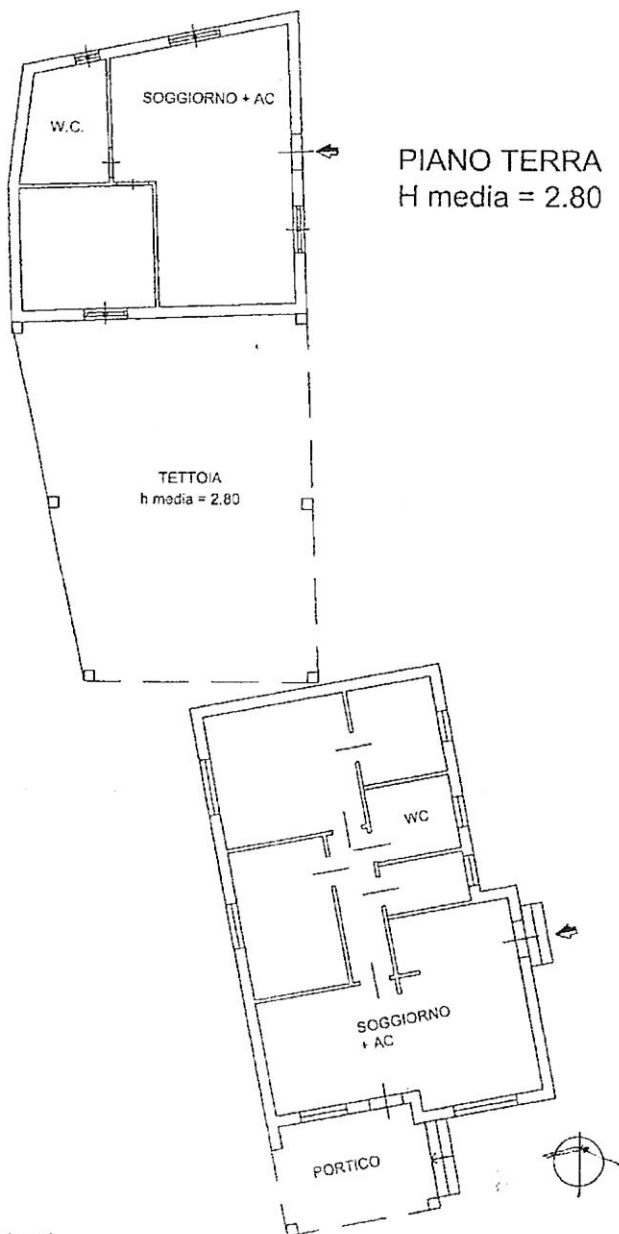 SOGGIORNO + AC
W.C.
PIANO TERRA
H media = 2.80
TETTOIA
h media = 2.80
WC
SOGGIORNO
+ AC
PORTICO